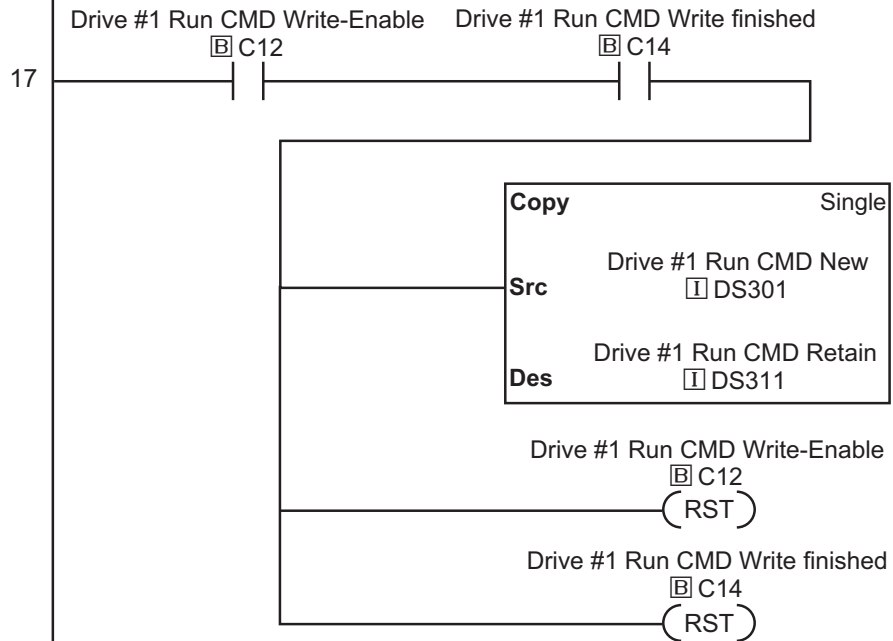 Drive #1 Run CMD Write-Enable Drive #1 Run CMD Write finished
B C12 B C14
17
Copy Single
Drive #1 Run CMD New
Src I DS301
Drive #1 Run CMD Retain
Des I DS311
Drive #1 Run CMD Write-Enable
B C12
RST
Drive #1 Run CMD Write finished
B C14
RST